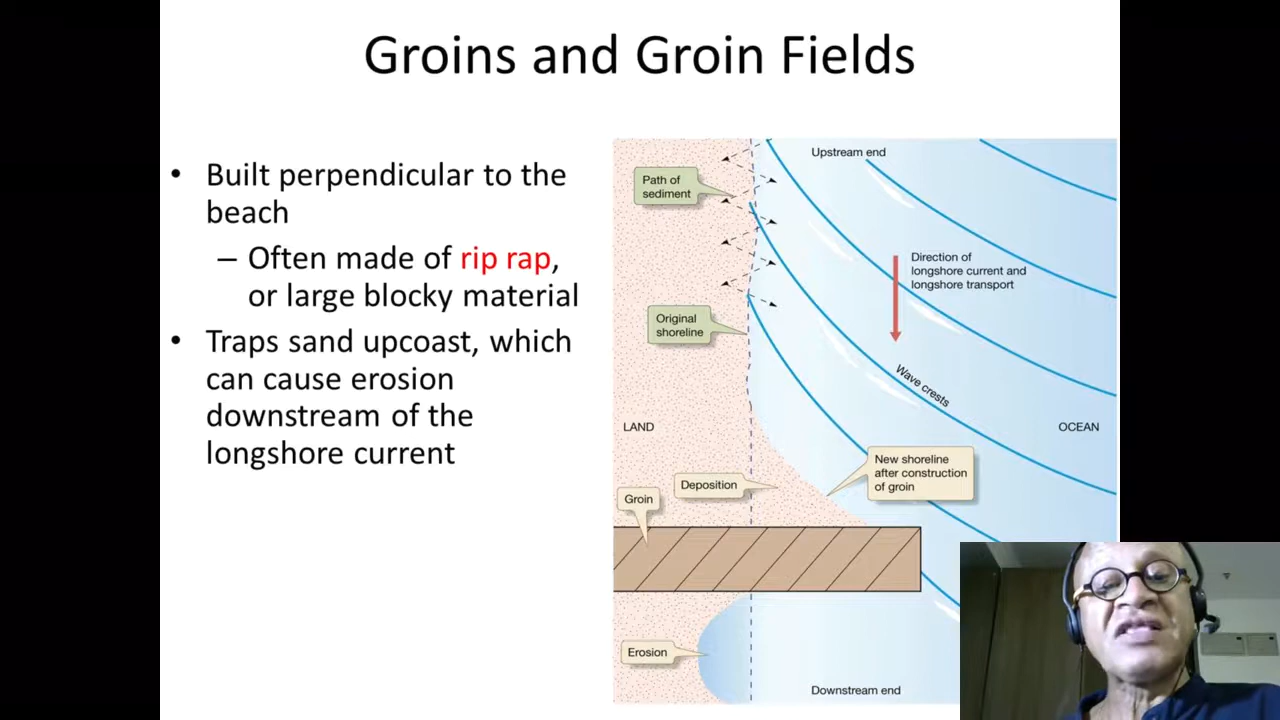 Groins and Groin Fields
• Built perpendicular to the
beach
– Often made of rip rap,
or large blocky material
• Traps sand upcoast, which
can cause erosion
downstream of the
longshore current
Upstream end
Path of
sediment
Direction of
longshore current and
longshore transport
Original
shoreline
Wave crests
LAND
OCEAN
New shoreline
after construction
of groin
Deposition
Groin
Erosion
Downstream end